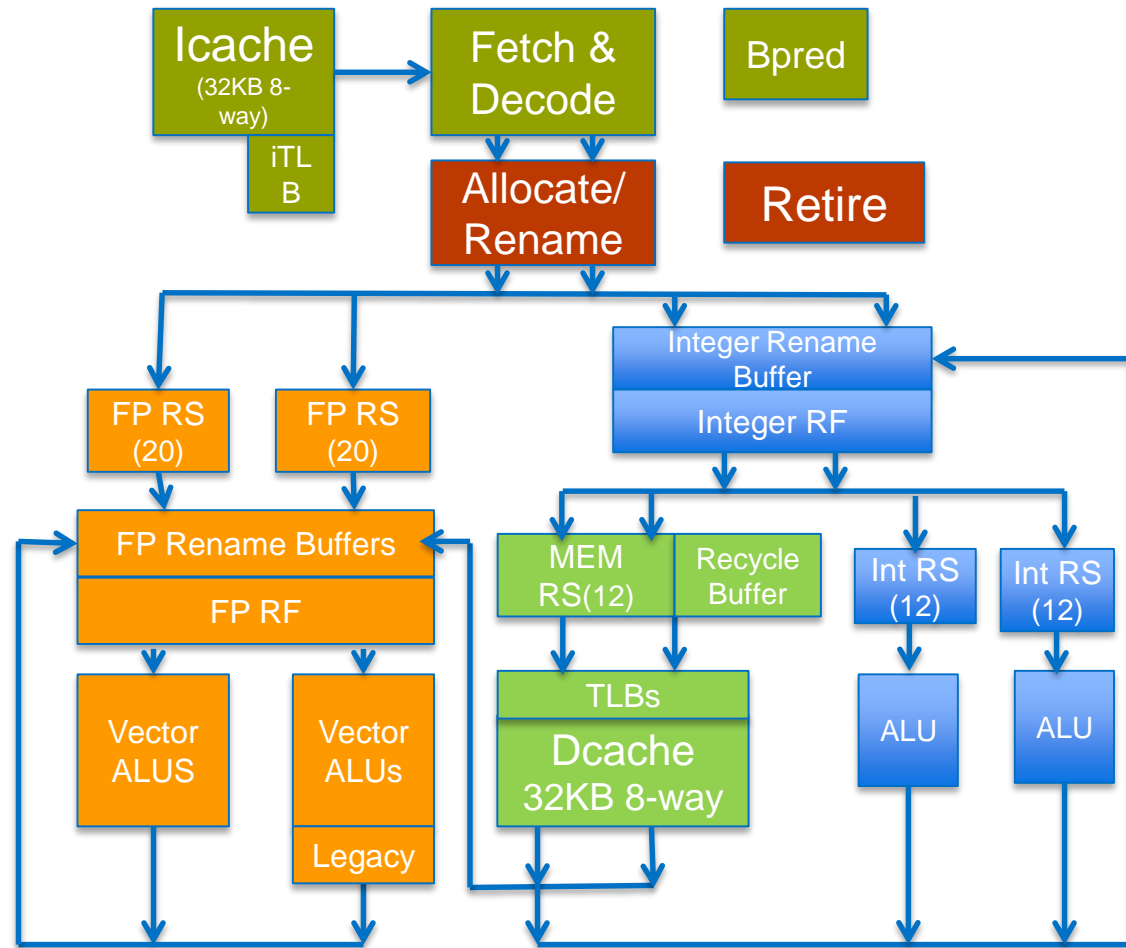 Icache
(32KB 8-
way)
iTL
B
Fetch &
Decode
Bpred
Allocate/
Rename
Retire
Integer Rename
Buffer
Integer RF
FP RS
(20)
FP RS
(20)
FP Rename Buffers
FP RF
MEM
RS(12)
Recycle
Buffer
Int RS
(12)
Int RS
(12)
Vector
ALUS
Vector
ALUs
Legacy
TLBs
Dcache
32KB 8-way
ALU
ALU